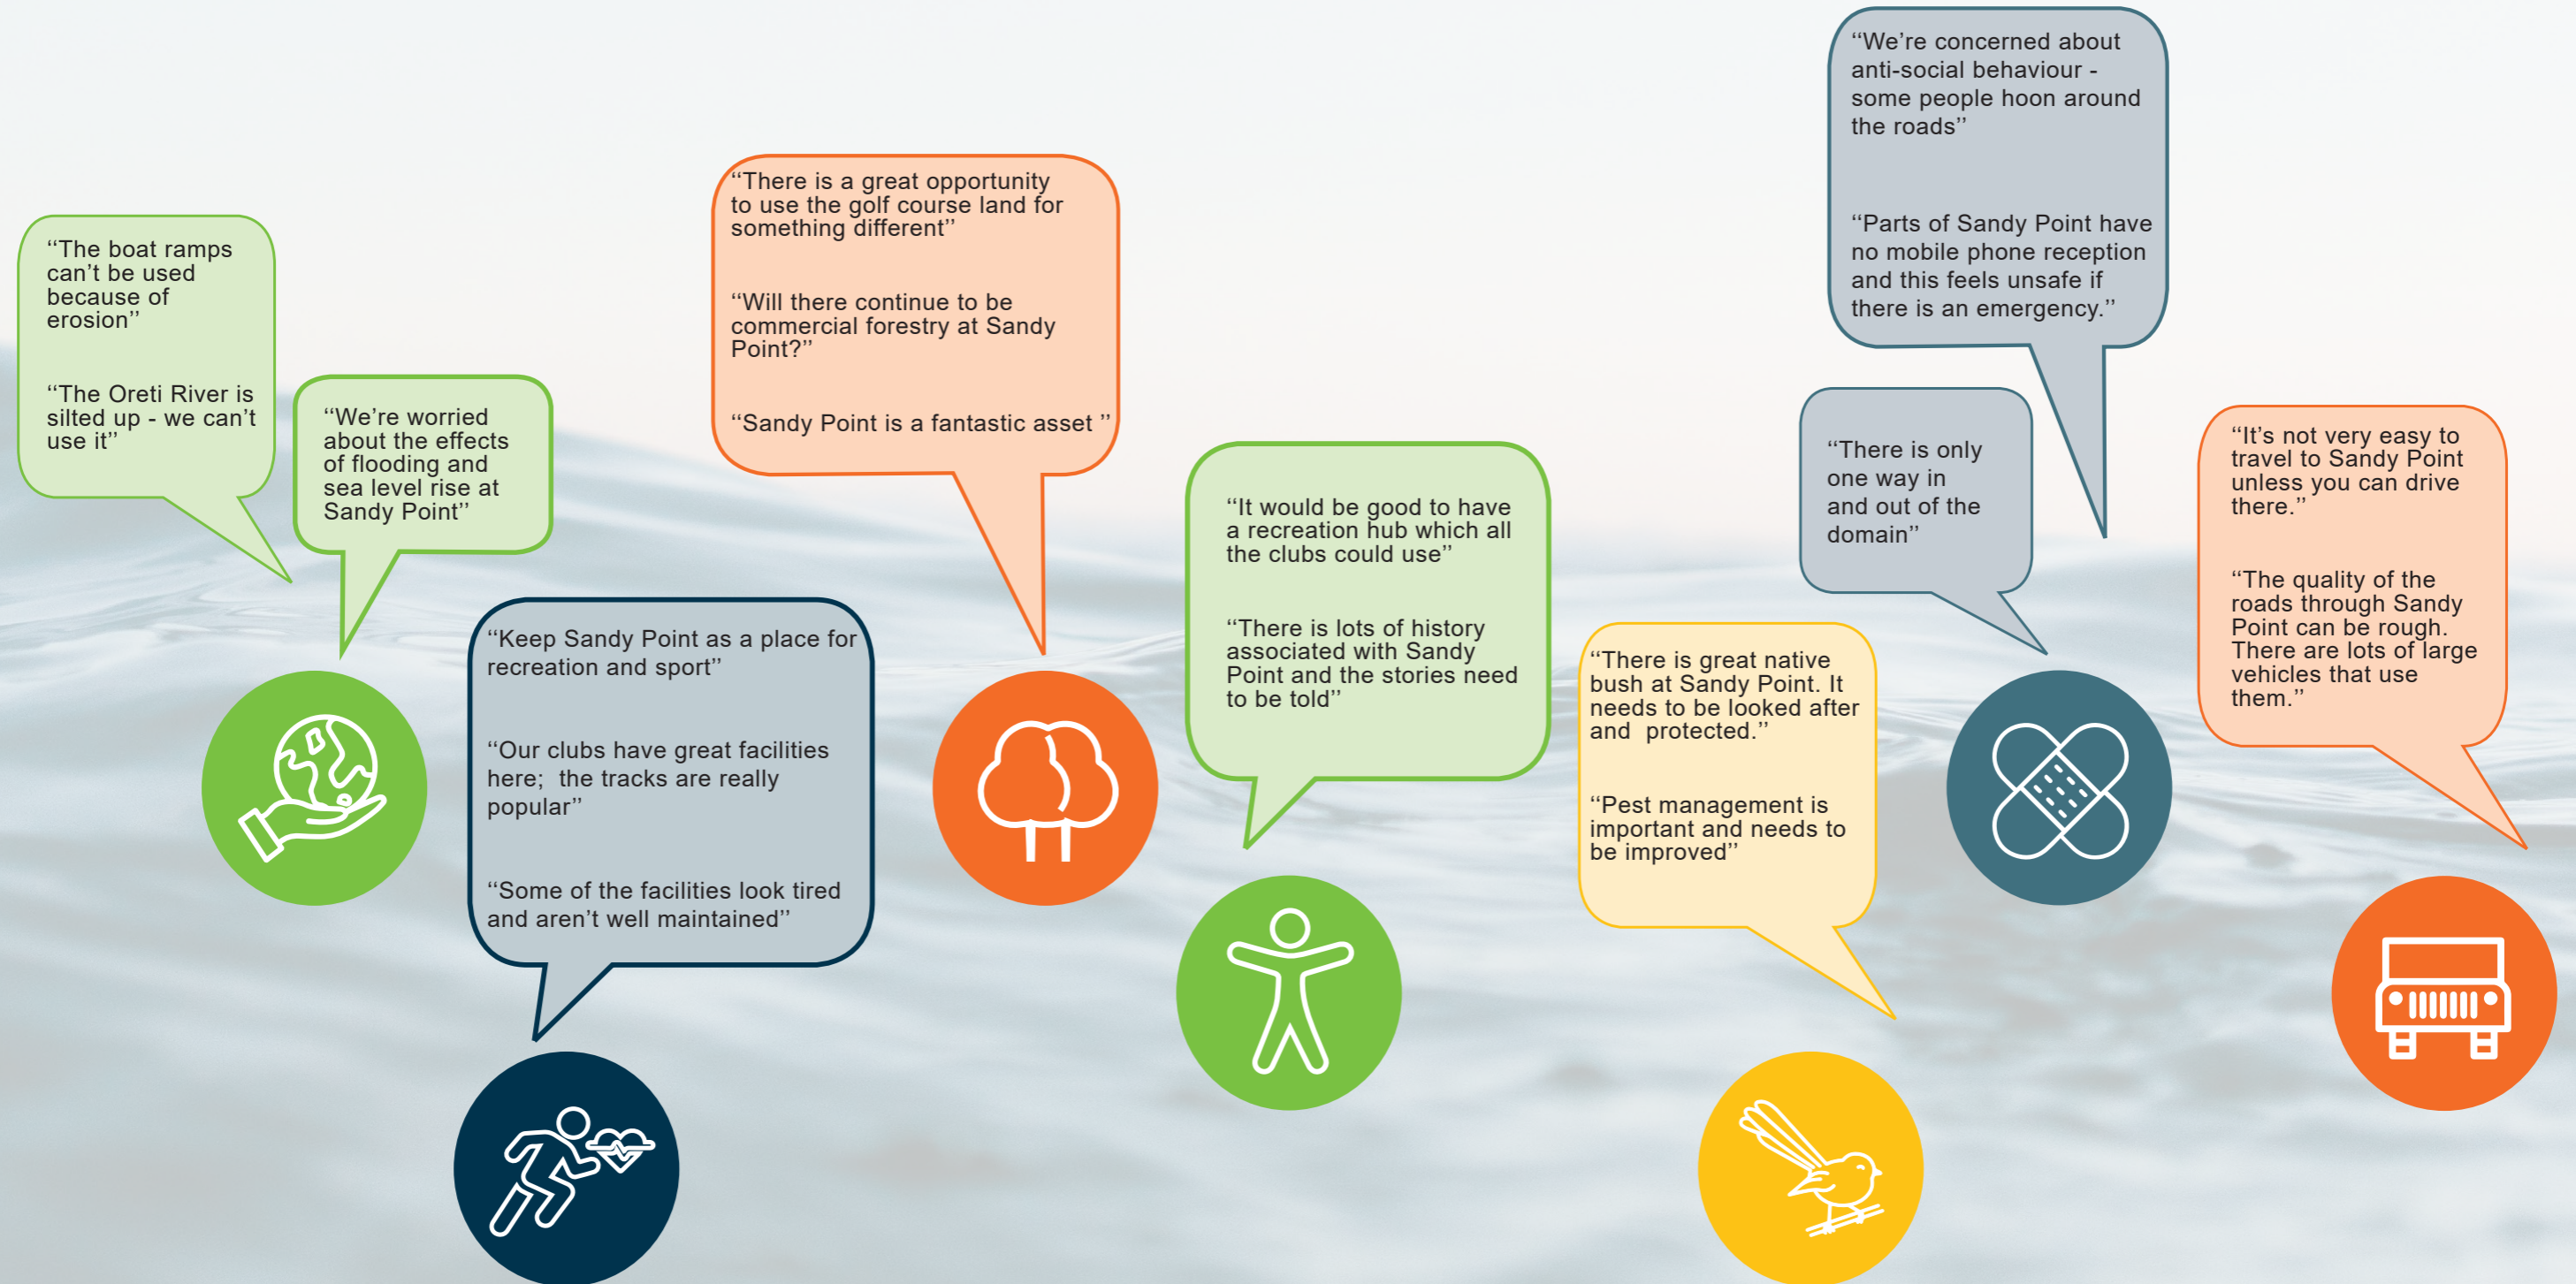 ‘‘The boat ramps
can’t be used
because of
erosion’’
‘‘The Oreti River is
silted up - we can’t
use it’’
‘‘We’re worried
about the effects
of flooding and
sea level rise at
Sandy Point’’
‘‘Keep Sandy Point as a place for
recreation and sport’’
‘‘Our clubs have great facilities
here;  the tracks are really
popular’’
‘‘Some of the facilities look tired
and aren’t well maintained’’
‘‘There is a great opportunity
to use the golf course land for
something different’’
‘‘Will there continue to be
commercial forestry at Sandy
Point?’’
‘‘Sandy Point is a fantastic asset ’’
‘‘It would be good to have
a recreation hub which all
the clubs could use’’
‘‘There is lots of history
associated with Sandy
Point and the stories need
to be told’’
‘‘There is great native
bush at Sandy Point. It
needs to be looked after
and  protected.’’
‘‘Pest management is
important and needs to
be improved’’
‘‘We’re concerned about
anti-social behaviour -
some people hoon around
the roads’’
‘‘Parts of Sandy Point have
no mobile phone reception
and this feels unsafe if
there is an emergency.’’
‘‘There is only
one way in
and out of the
domain’’
‘‘It’s not very easy to
travel to Sandy Point
unless you can drive
there.’’
‘‘The quality of the
roads through Sandy
Point can be rough.
There are lots of large
vehicles that use
them.’’